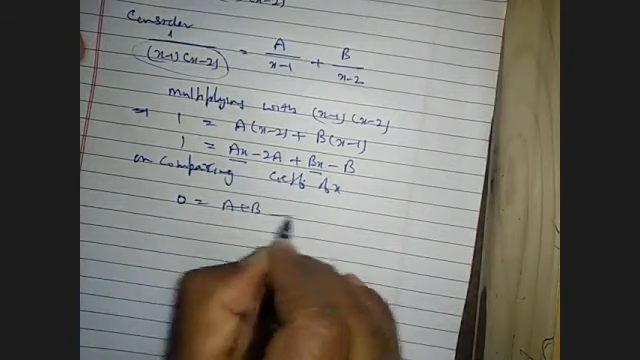 Consider
1/((x-1)(x-2)) = A/(x-1) + B/(x-2)
Multiplying with (x-1)(x-2)
⇒ 1 = A(x-2) + B(x-1)
1 = Ax - 2A + Bx - B
on comparing coeff of x
0 = A+B —